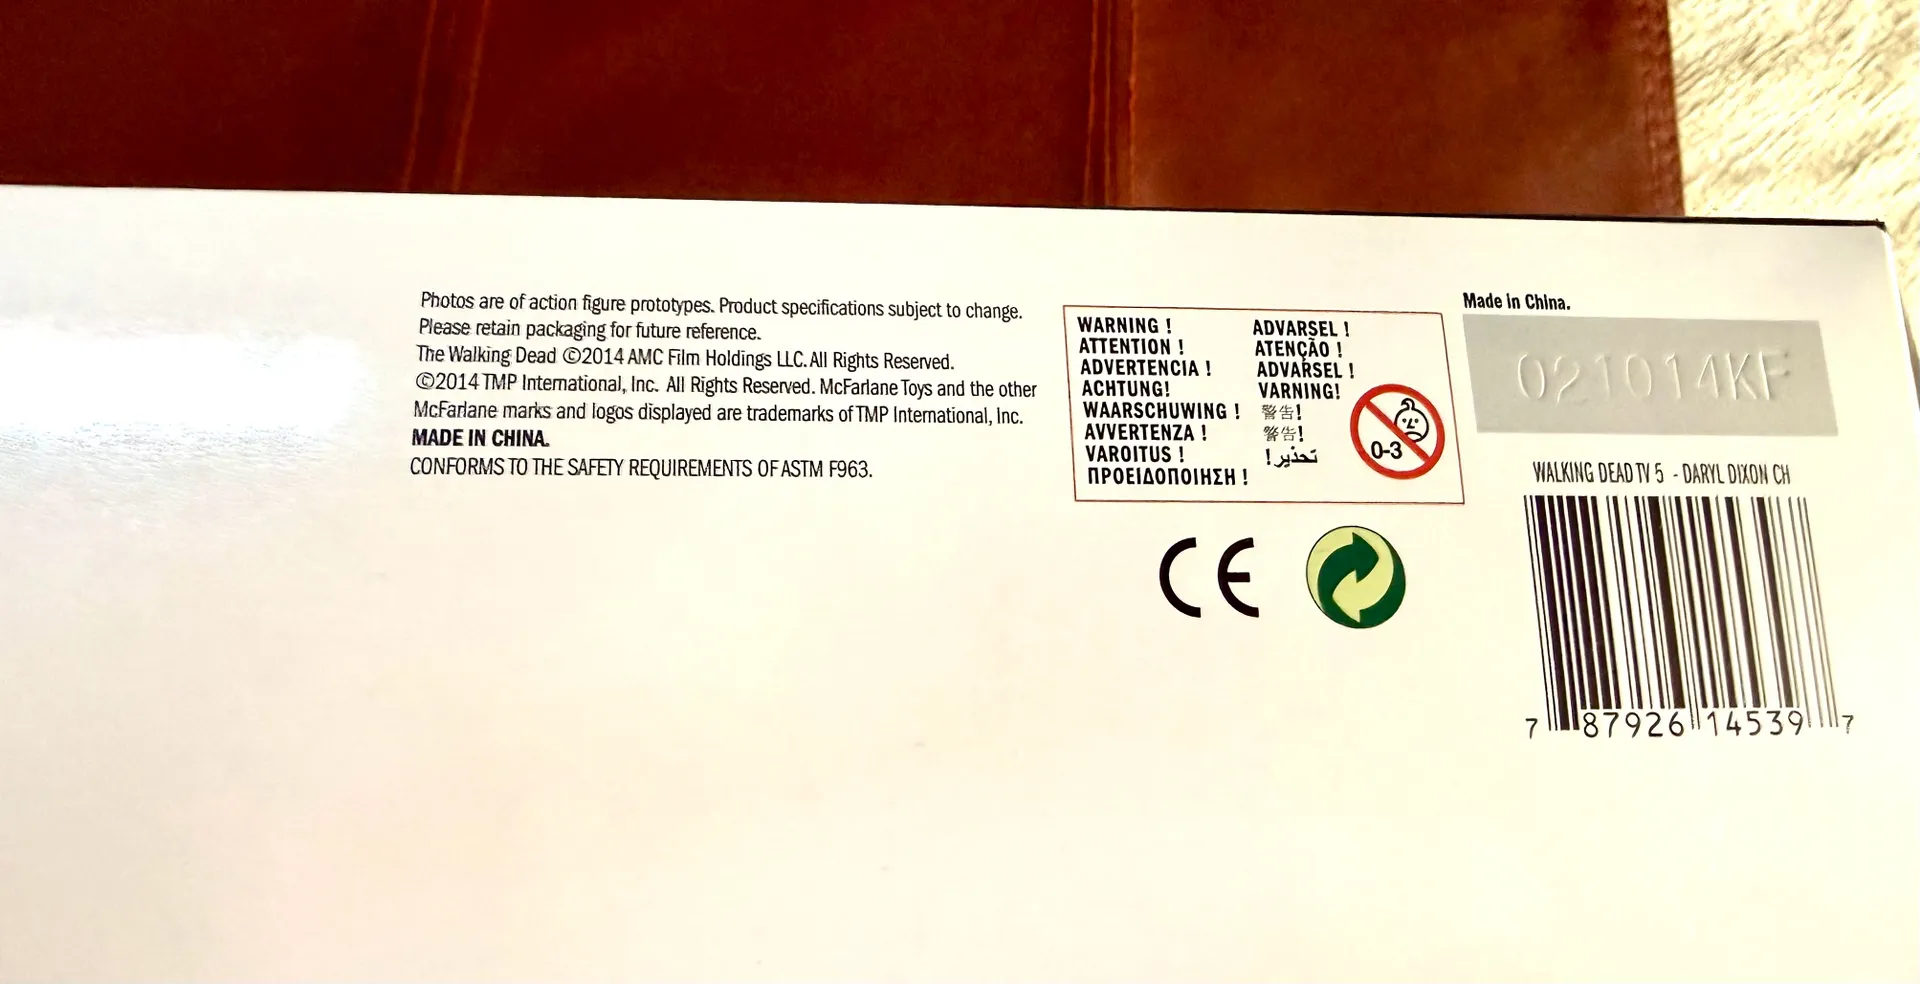 Photos are of action figure prototypes. Product specifications subject to change.
Please retain packaging for future reference.
The Walking Dead ©2014 AMC Film Holdings LLC. All Rights Reserved.
©2014 TMP International, Inc. All Rights Reserved. McFarlane Toys and the other
McFarlane marks and logos displayed are trademarks of TMP International, Inc.
MADE IN CHINA.
CONFORMS TO THE SAFETY REQUIREMENTS OF ASTM F963.
WARNING !
ATTENTION !
ADVERTENCIA !
ACHTUNG!
WAARSCHUWING !
AVVERTENZA !
VAROITUS !
ΠΡΟΕΙΔΟΠΟΙΗΣΗ !
ADVARSEL !
ATENÇÃO !
ADVARSEL !
VARNING!
警告!
警告!
تحذير!
0-3
CE
Made in China.
021014KF
WALKING DEAD TV 5 - DARYL DIXON CH
7 87926 14539 7